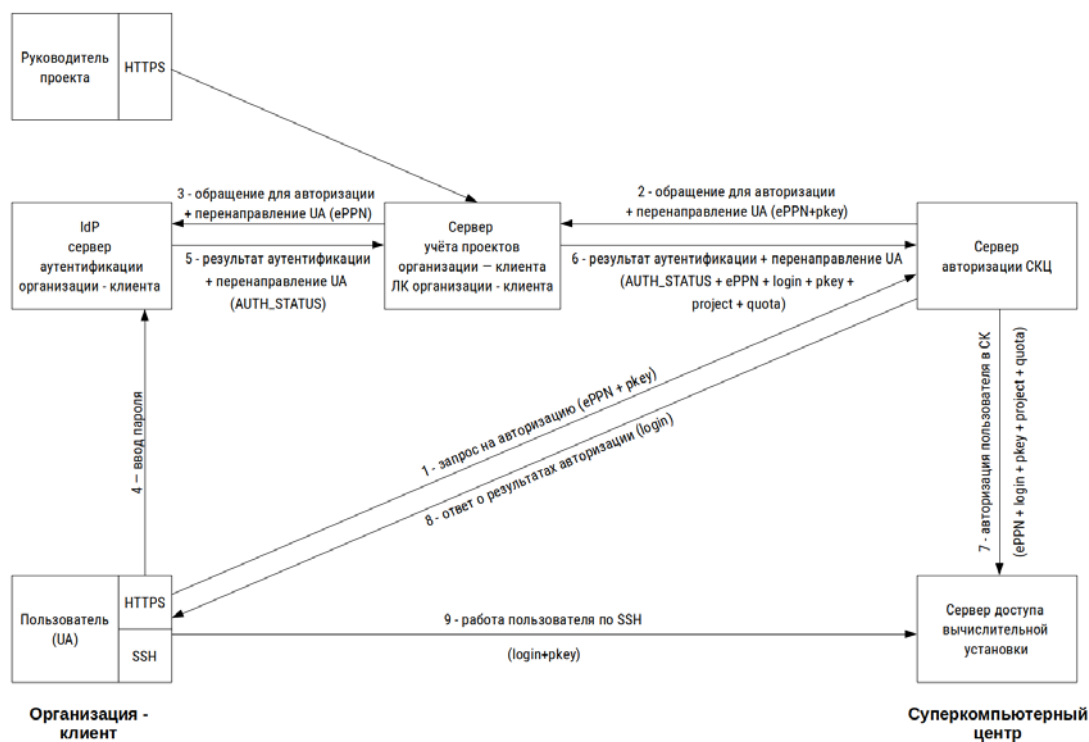 Руководитель
проекта
HTTPS
3 - обращение для авторизации
+ перенаправление UA (ePPN)
2 - обращение для авторизации
+ перенаправление UA (ePPN+pkey)
IdP
сервер
аутентификации
организации - клиента
Сервер
учёта проектов
организации — клиента
ЛК организации - клиента
Сервер
авторизации СКЦ
5 - результат аутентификации
+ перенаправление UA
(AUTH_STATUS)
6 - результат аутентификации + перенаправление UA
(AUTH_STATUS + ePPN + login + pkey +
project + quota)
4 — ввод пароля
1 - запрос на авторизацию (ePPN + pkey)
8 - ответ о результатах авторизации (login)
7 - авторизация пользователя в СК
(ePPN + login + pkey + project + quota)
Пользователь
(UA)
HTTPS
SSH
9 - работа пользователя по SSH
(login+pkey)
Сервер доступа
вычислительной
установки
Организация -
клиент
Суперкомпьютерный
центр